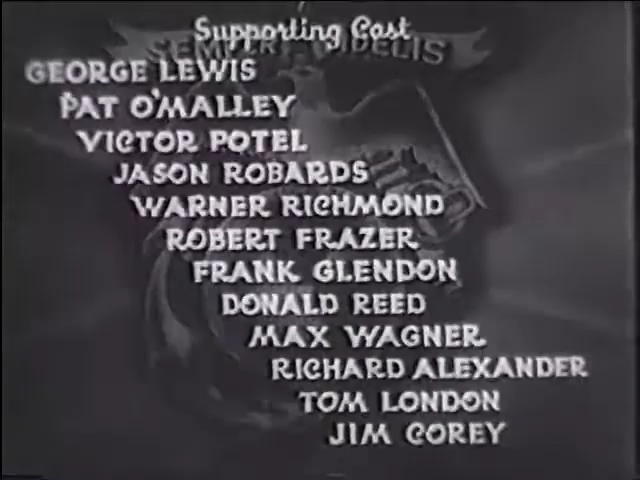 Supporting Cast
SEMPER FIDELIS
GEORGE LEWIS
PAT O'MALLEY
VICTOR POTEL
JASON ROBARDS
WARNER RICHMOND
ROBERT FRAZER
FRANK GLENDON
DONALD REED
MAX WAGNER
RICHARD ALEXANDER
TOM LONDON
JIM COREY